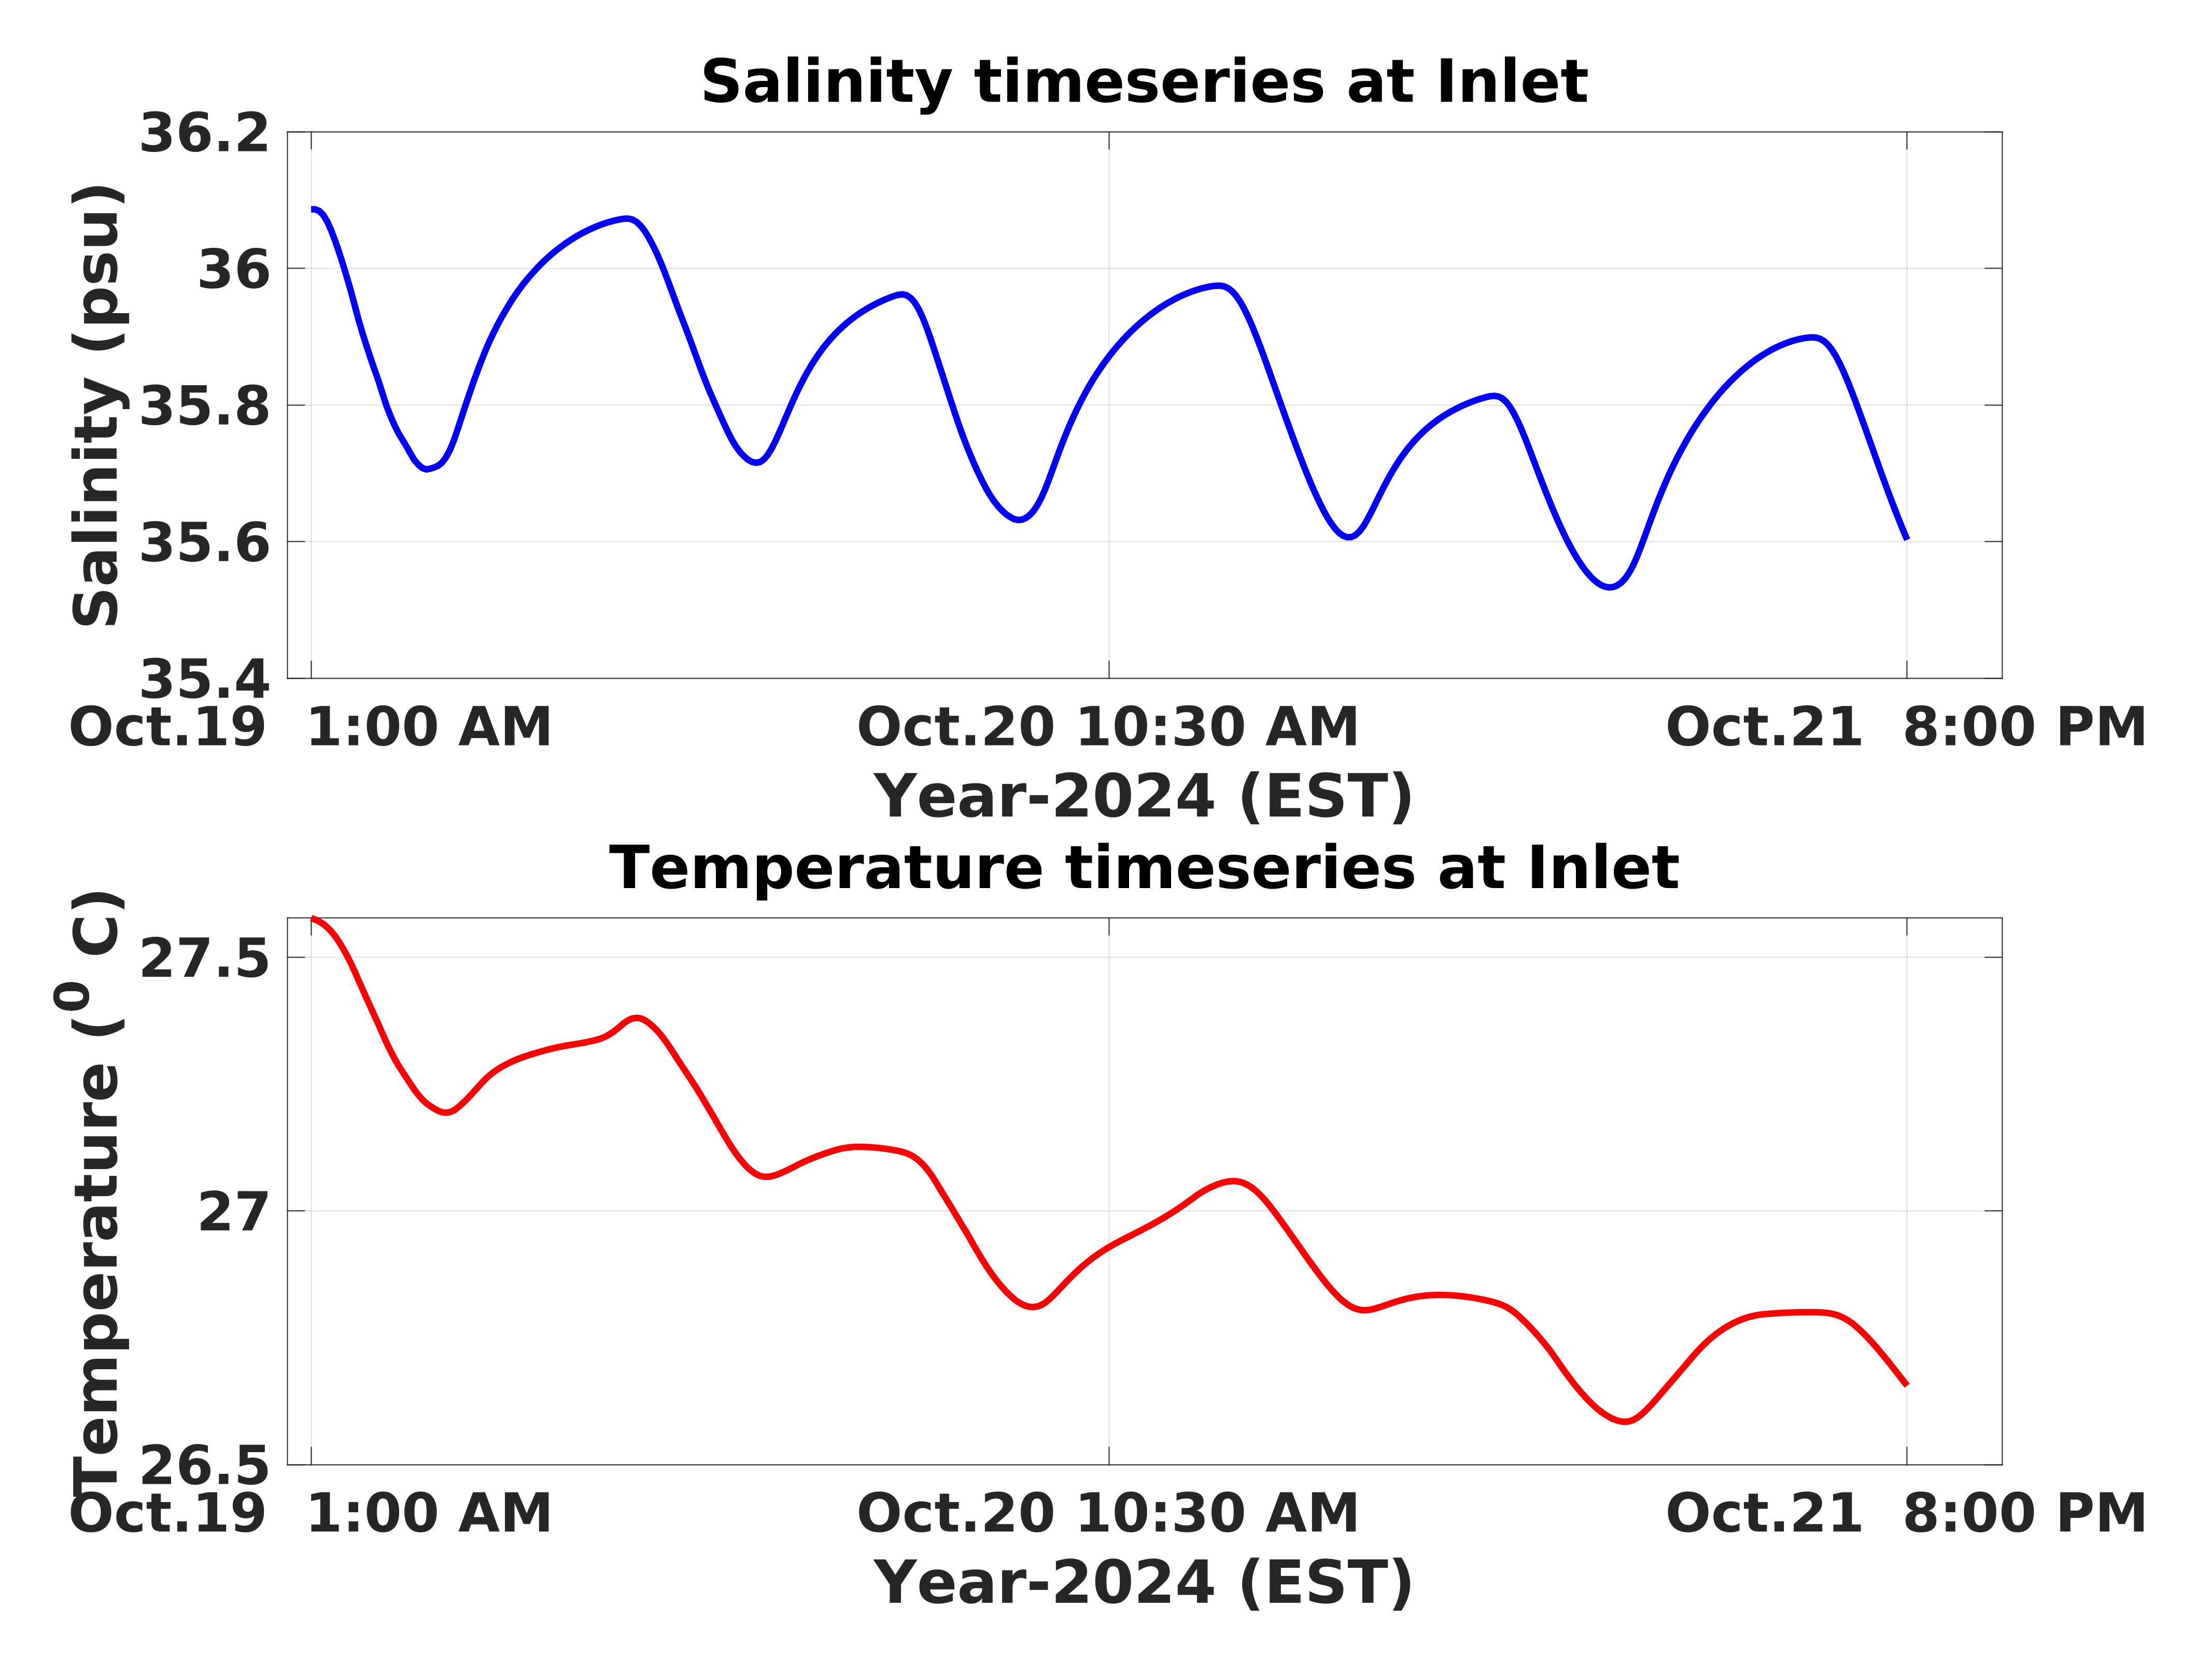 Salinity timeseries at Inlet
Salinity (psu)
36.2
36
35.8
35.6
35.4
Oct.19  1:00 AM
Oct.20 10:30 AM
Oct.21  8:00 PM
Year-2024 (EST)
Temperature timeseries at Inlet
Temperature (⁰ C)
27.5
27
26.5
Oct.19  1:00 AM
Oct.20 10:30 AM
Oct.21  8:00 PM
Year-2024 (EST)